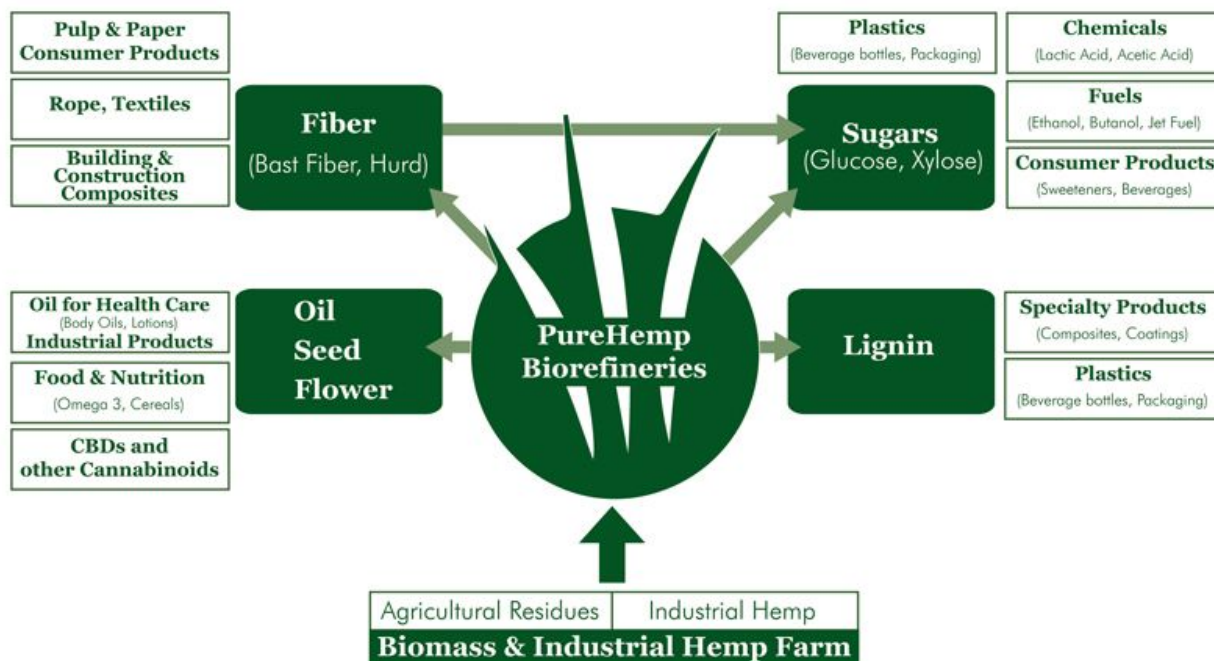 Pulp & Paper
Consumer Products
Rope, Textiles
Building &
Construction
Composites
Fiber
(Bast Fiber, Hurd)
Plastics
(Beverage bottles, Packaging)
Chemicals
(Lactic Acid, Acetic Acid)
Sugars
(Glucose, Xylose)
Fuels
(Ethanol, Butanol, Jet Fuel)
Consumer Products
(Sweeteners, Beverages)
Oil for Health Care
(Body Oils, Lotions)
Industrial Products
Food & Nutrition
(Omega 3, Cereals)
CBDs and
other Cannabinoids
Oil
Seed
Flower
PureHemp
Biorefineries
Lignin
Specialty Products
(Composites, Coatings)
Plastics
(Beverage bottles, Packaging)
Agricultural Residues
Industrial Hemp
Biomass & Industrial Hemp Farm